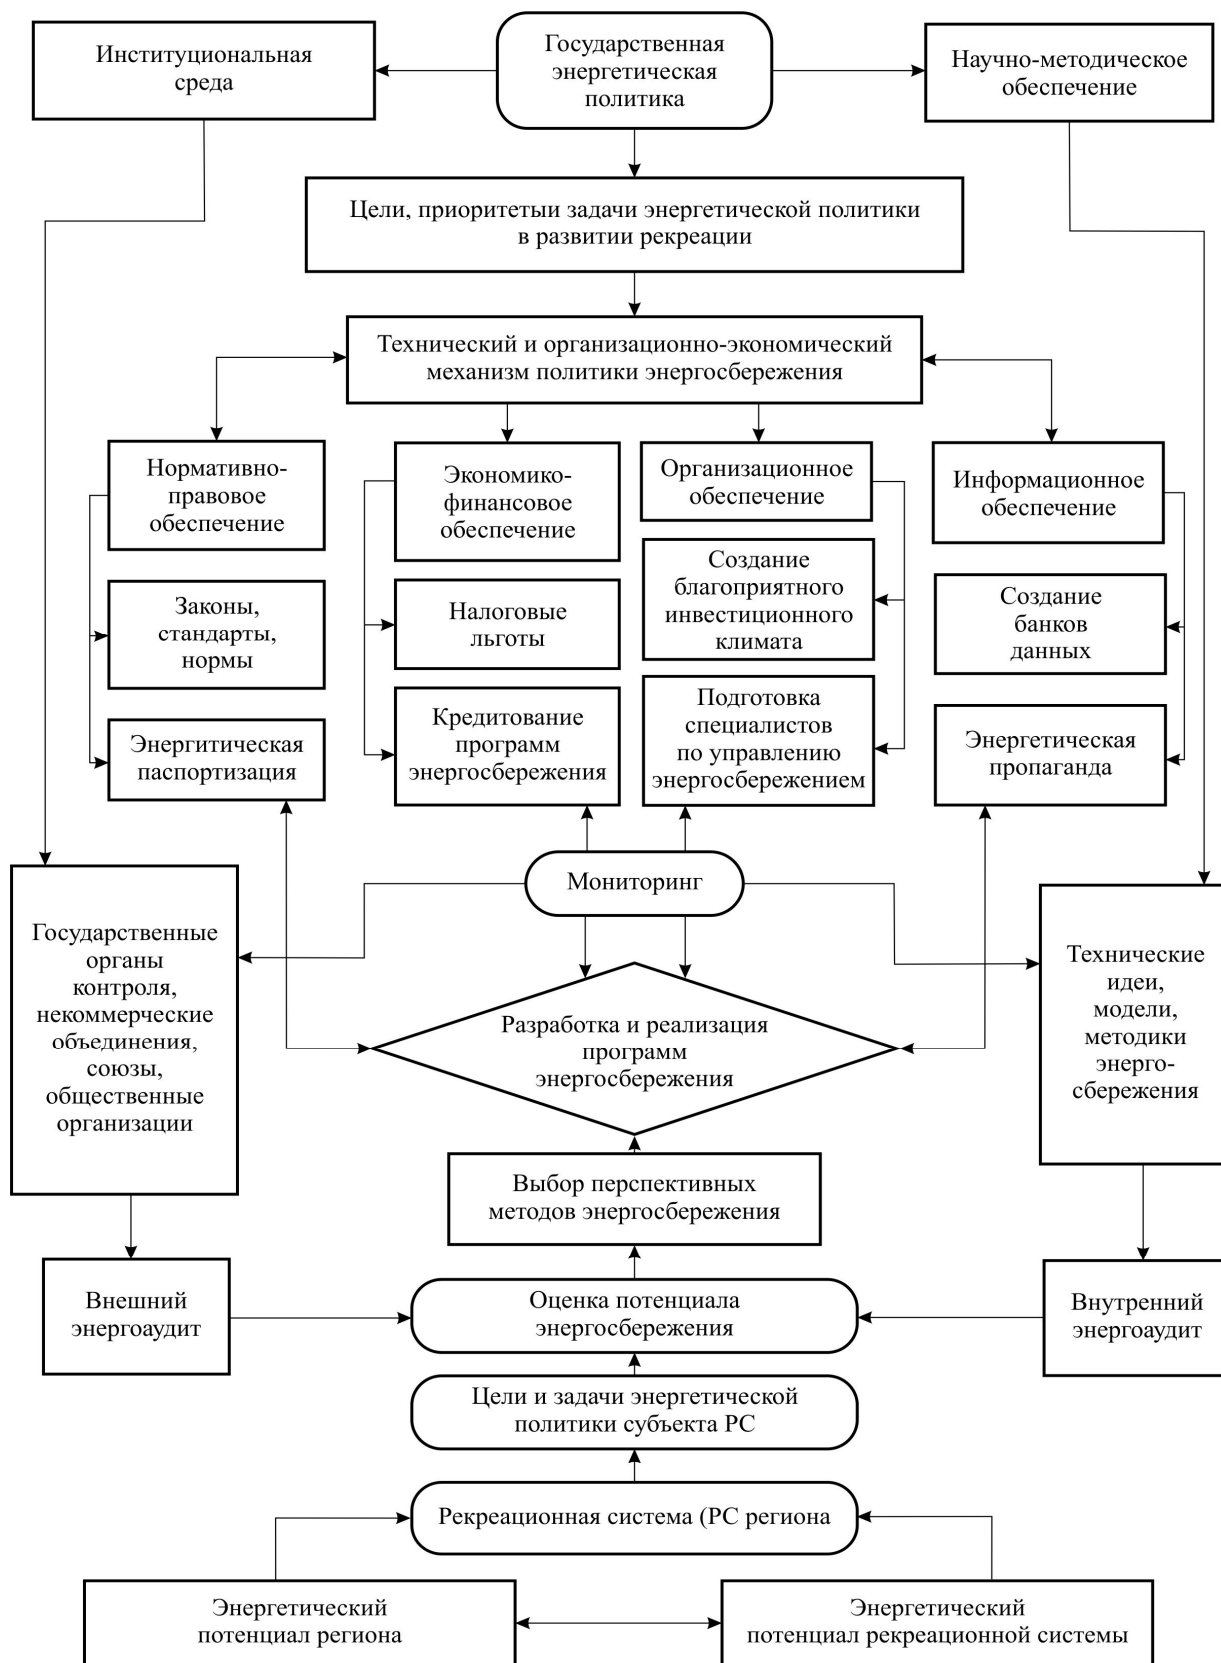 Институциональная
среда
Государственная
энергетическая
политика
Научно-методическое
обеспечение
Цели, приоритетыи задачи энергетической политики
в развитии рекреации
Технический и организационно-экономический
механизм политики энергосбережения
Нормативно-
правовое
обеспечение
Экономико-
финансовое
обеспечение
Организационное
обеспечение
Информационное
обеспечение
Законы,
стандарты,
нормы
Налоговые
льготы
Создание
благоприятного
инвестиционного
климата
Создание
банков
данных
Энергитическая
паспортизация
Кредитование
программ
энергосбережения
Подготовка
специалистов
по управлению
энергосбережением
Энергетическая
пропаганда
Мониторинг
Государственные
органы
контроля,
некоммерческие
объединения,
союзы,
общественные
организации
Разработка и реализация
программ
энергосбережения
Технические
идеи,
модели,
методики
энерго-
сбережения
Выбор перспективных
методов энергосбережения
Внешний
энергоаудит
Оценка потенциала
энергосбережения
Внутренний
энергоаудит
Цели и задачи энергетической
политики субъекта РС
Рекреационная система (РС региона
Энергетический
потенциал региона
Энергетический
потенциал рекреационной системы